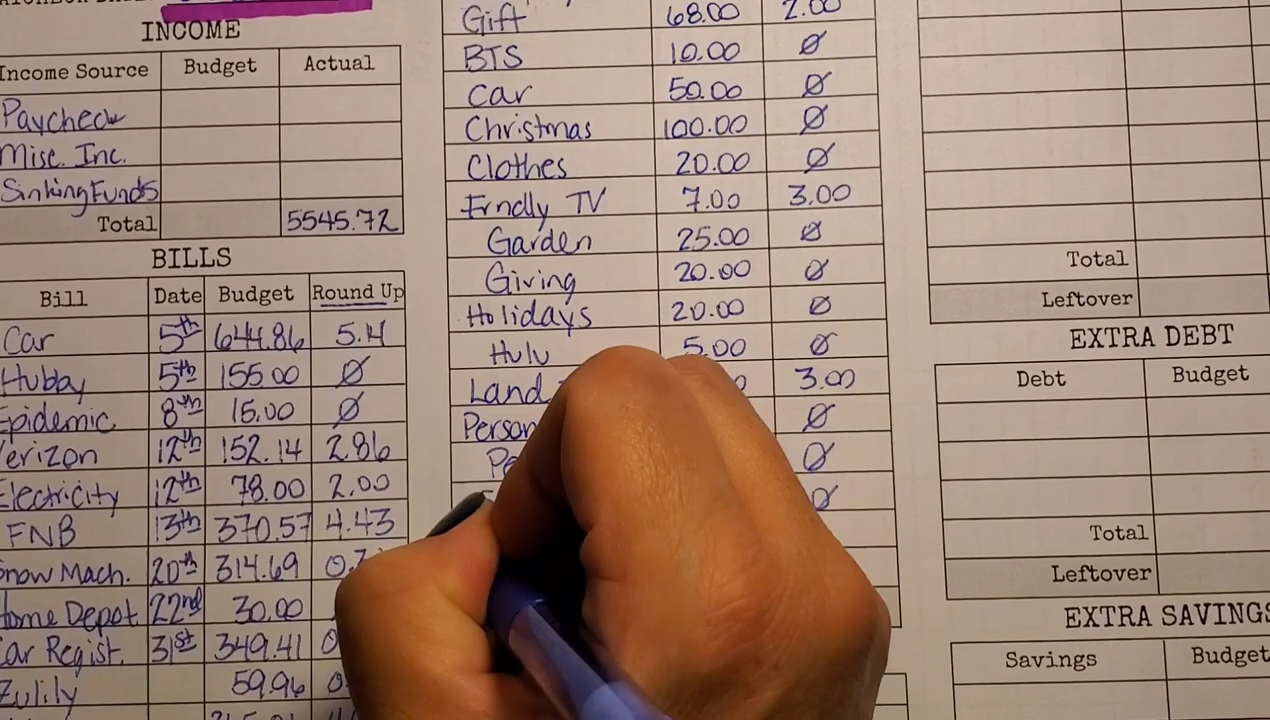 INCOME
Income Source Budget Actual
Paycheck
Misc. Inc.
Sinking Funds
Total 5545.72
BILLS
Bill Date Budget Round Up
Car 5th 644.86 5.14
Hubby 5th 155.00 Ø
Epidemic 8th 15.00 Ø
Verizon 12th 152.14 2.86
Electricity 12th 78.00 2.00
FNB 13th 370.57 4.43
Snow Mach. 20th 314.69
Home Depot 22nd 30.00
Car Regist. 31st 349.41
Zulily 59.96
Gift 68.00 2.00
BTS 10.00 Ø
Car 50.00 Ø
Christmas 100.00 Ø
Clothes 20.00 Ø
Frndly TV 7.00 3.00
Garden 25.00 Ø
Giving 20.00 Ø
Holidays 20.00 Ø
Hulu 5.00 Ø
Land 3.00
Person Ø
Ø
Ø
Total
Leftover
EXTRA DEBT
Debt Budget
Total
Leftover
EXTRA SAVINGS
Savings Budget